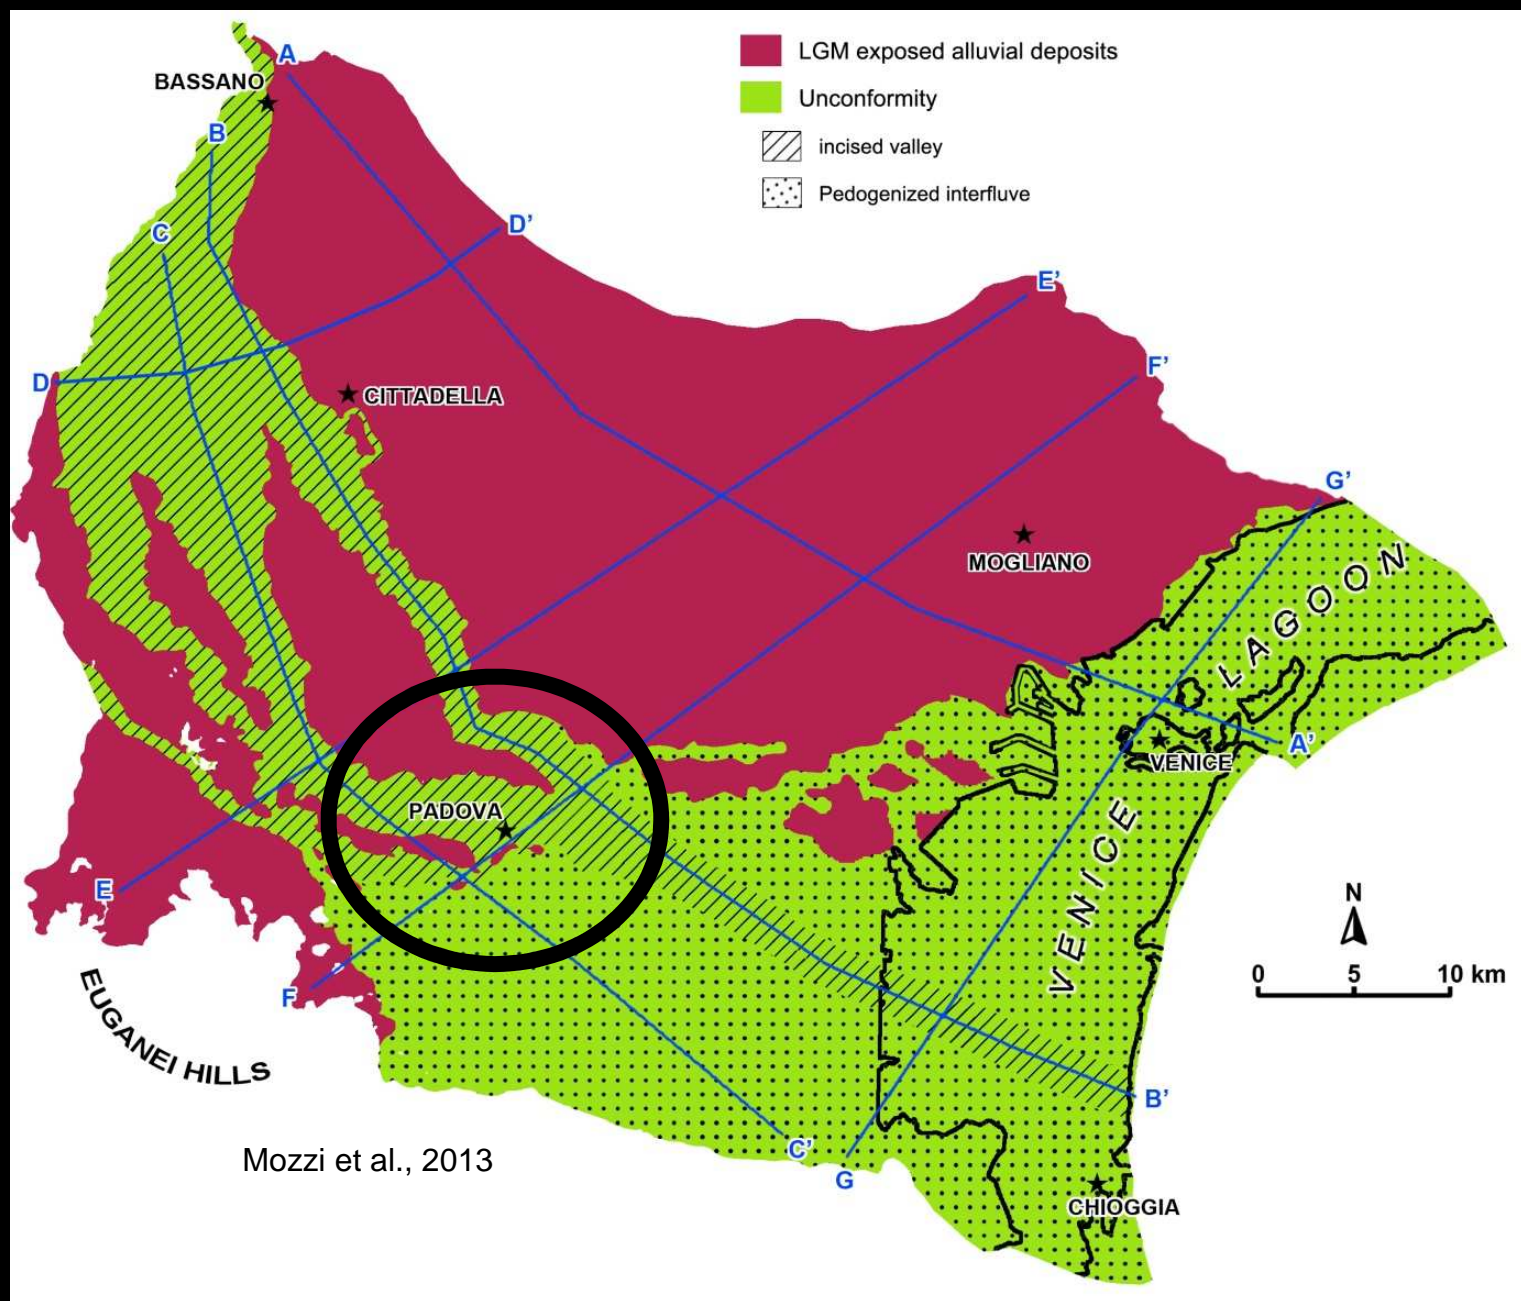 A
LGM exposed alluvial deposits
BASSANO
Unconformity
B
incised valley
Pedogenized interfluve
C
D’
E’
F’
D
CITTADELLA
G’
MOGLIANO
VENICE LAGOON
A’
VENICE
PADOVA
E
N
0 5 10 km
F
EUGANEI HILLS
B’
Mozzi et al., 2013
C’
G
CHIOGGIA